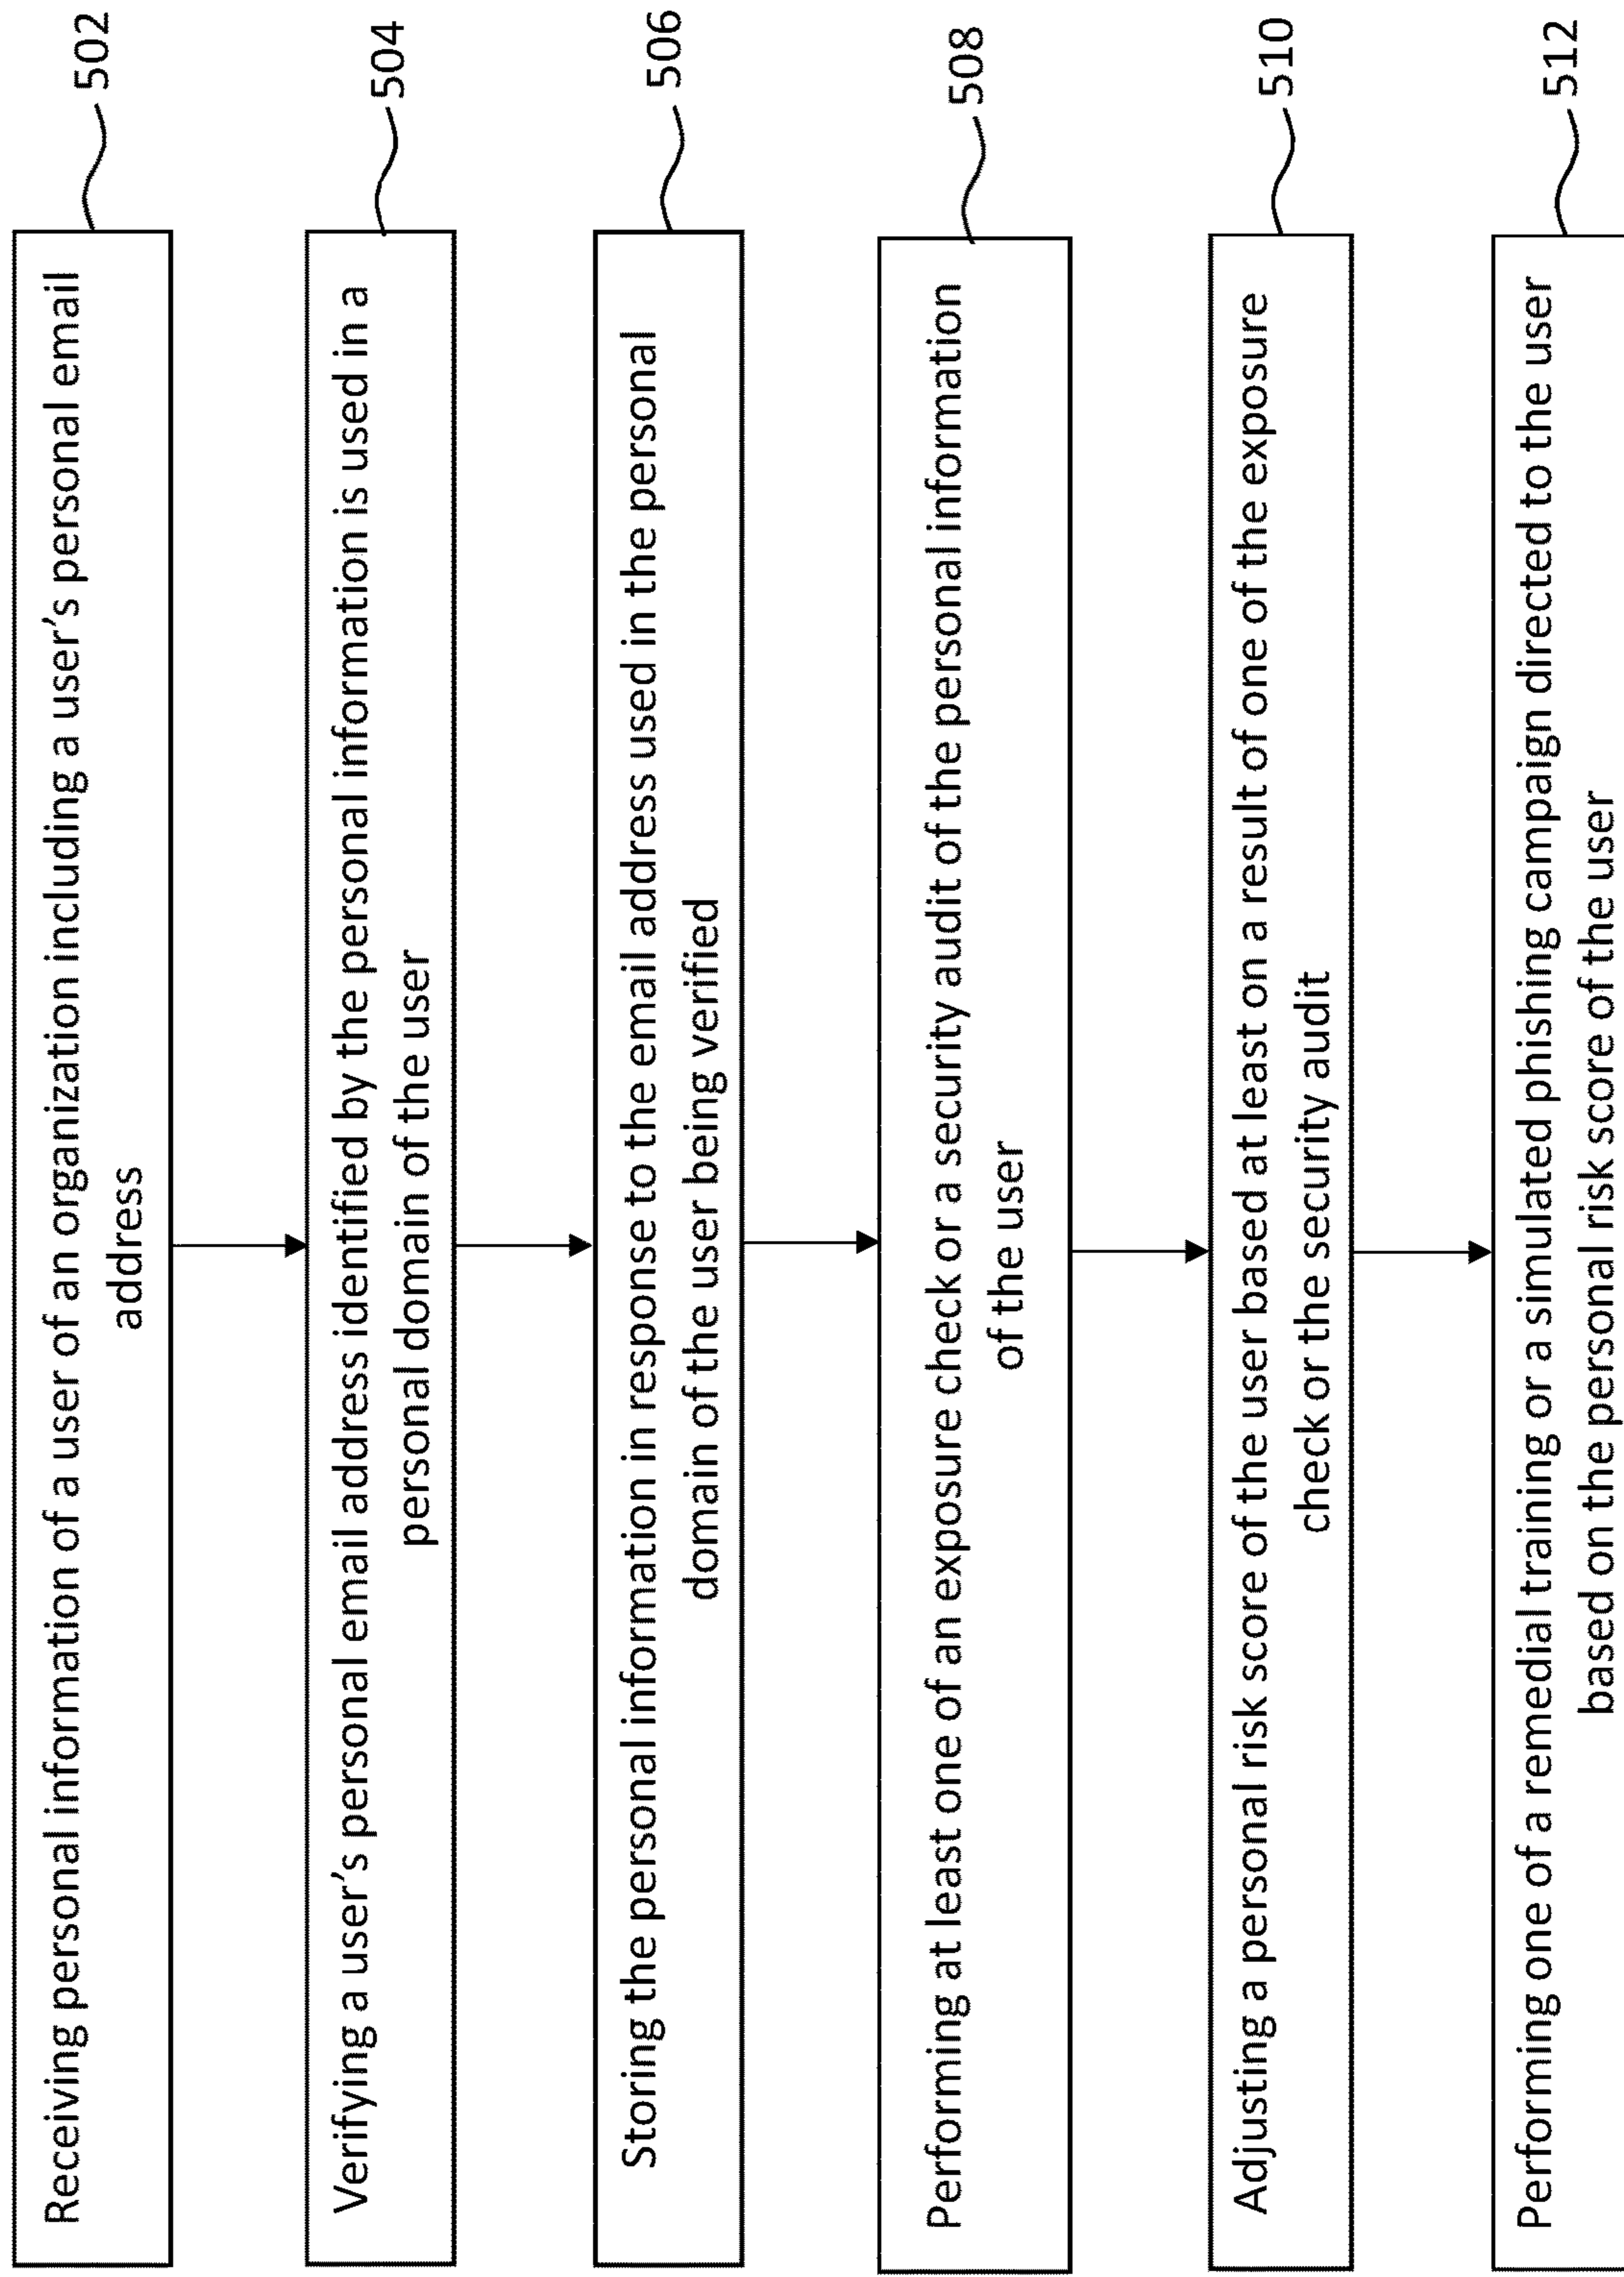 Receiving personal information of a user of an organization including a user's personal email
address
502
Verifying a user's personal email address identified by the personal information is used in a
personal domain of the user
504
Storing the personal information in response to the email address used in the personal
domain of the user being verified
506
Performing at least one of an exposure check or a security audit of the personal information
of the user
508
Adjusting a personal risk score of the user based at least on a result of one of the exposure
check or the security audit
510
Performing one of a remedial training or a simulated phishing campaign directed to the user
based on the personal risk score of the user
512